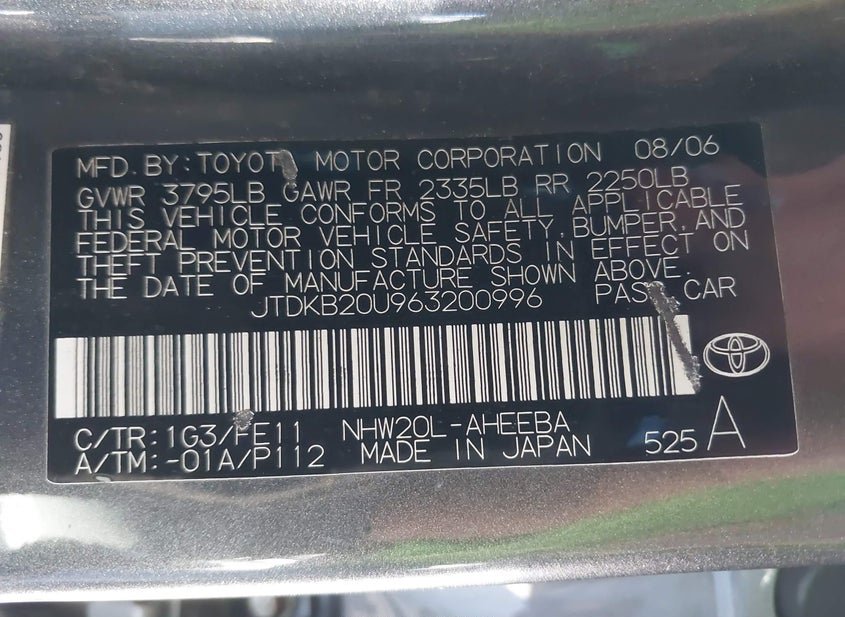 MFD. BY: TOYOTA MOTOR CORPORATION 08/06
GVWR 3795LB GAWR FR 2335LB RR 2250LB
THIS VEHICLE CONFORMS TO ALL APPLICABLE
FEDERAL MOTOR VEHICLE SAFETY, BUMPER, AND
THEFT PREVENTION STANDARDS IN EFFECT ON
THE DATE OF MANUFACTURE SHOWN ABOVE.
JTDKB20U963200996 PASS CAR
C/TR: 1G3/FE11 NHW20L-AHEEBA
A/TM: -01A/P112 MADE IN JAPAN 525 A